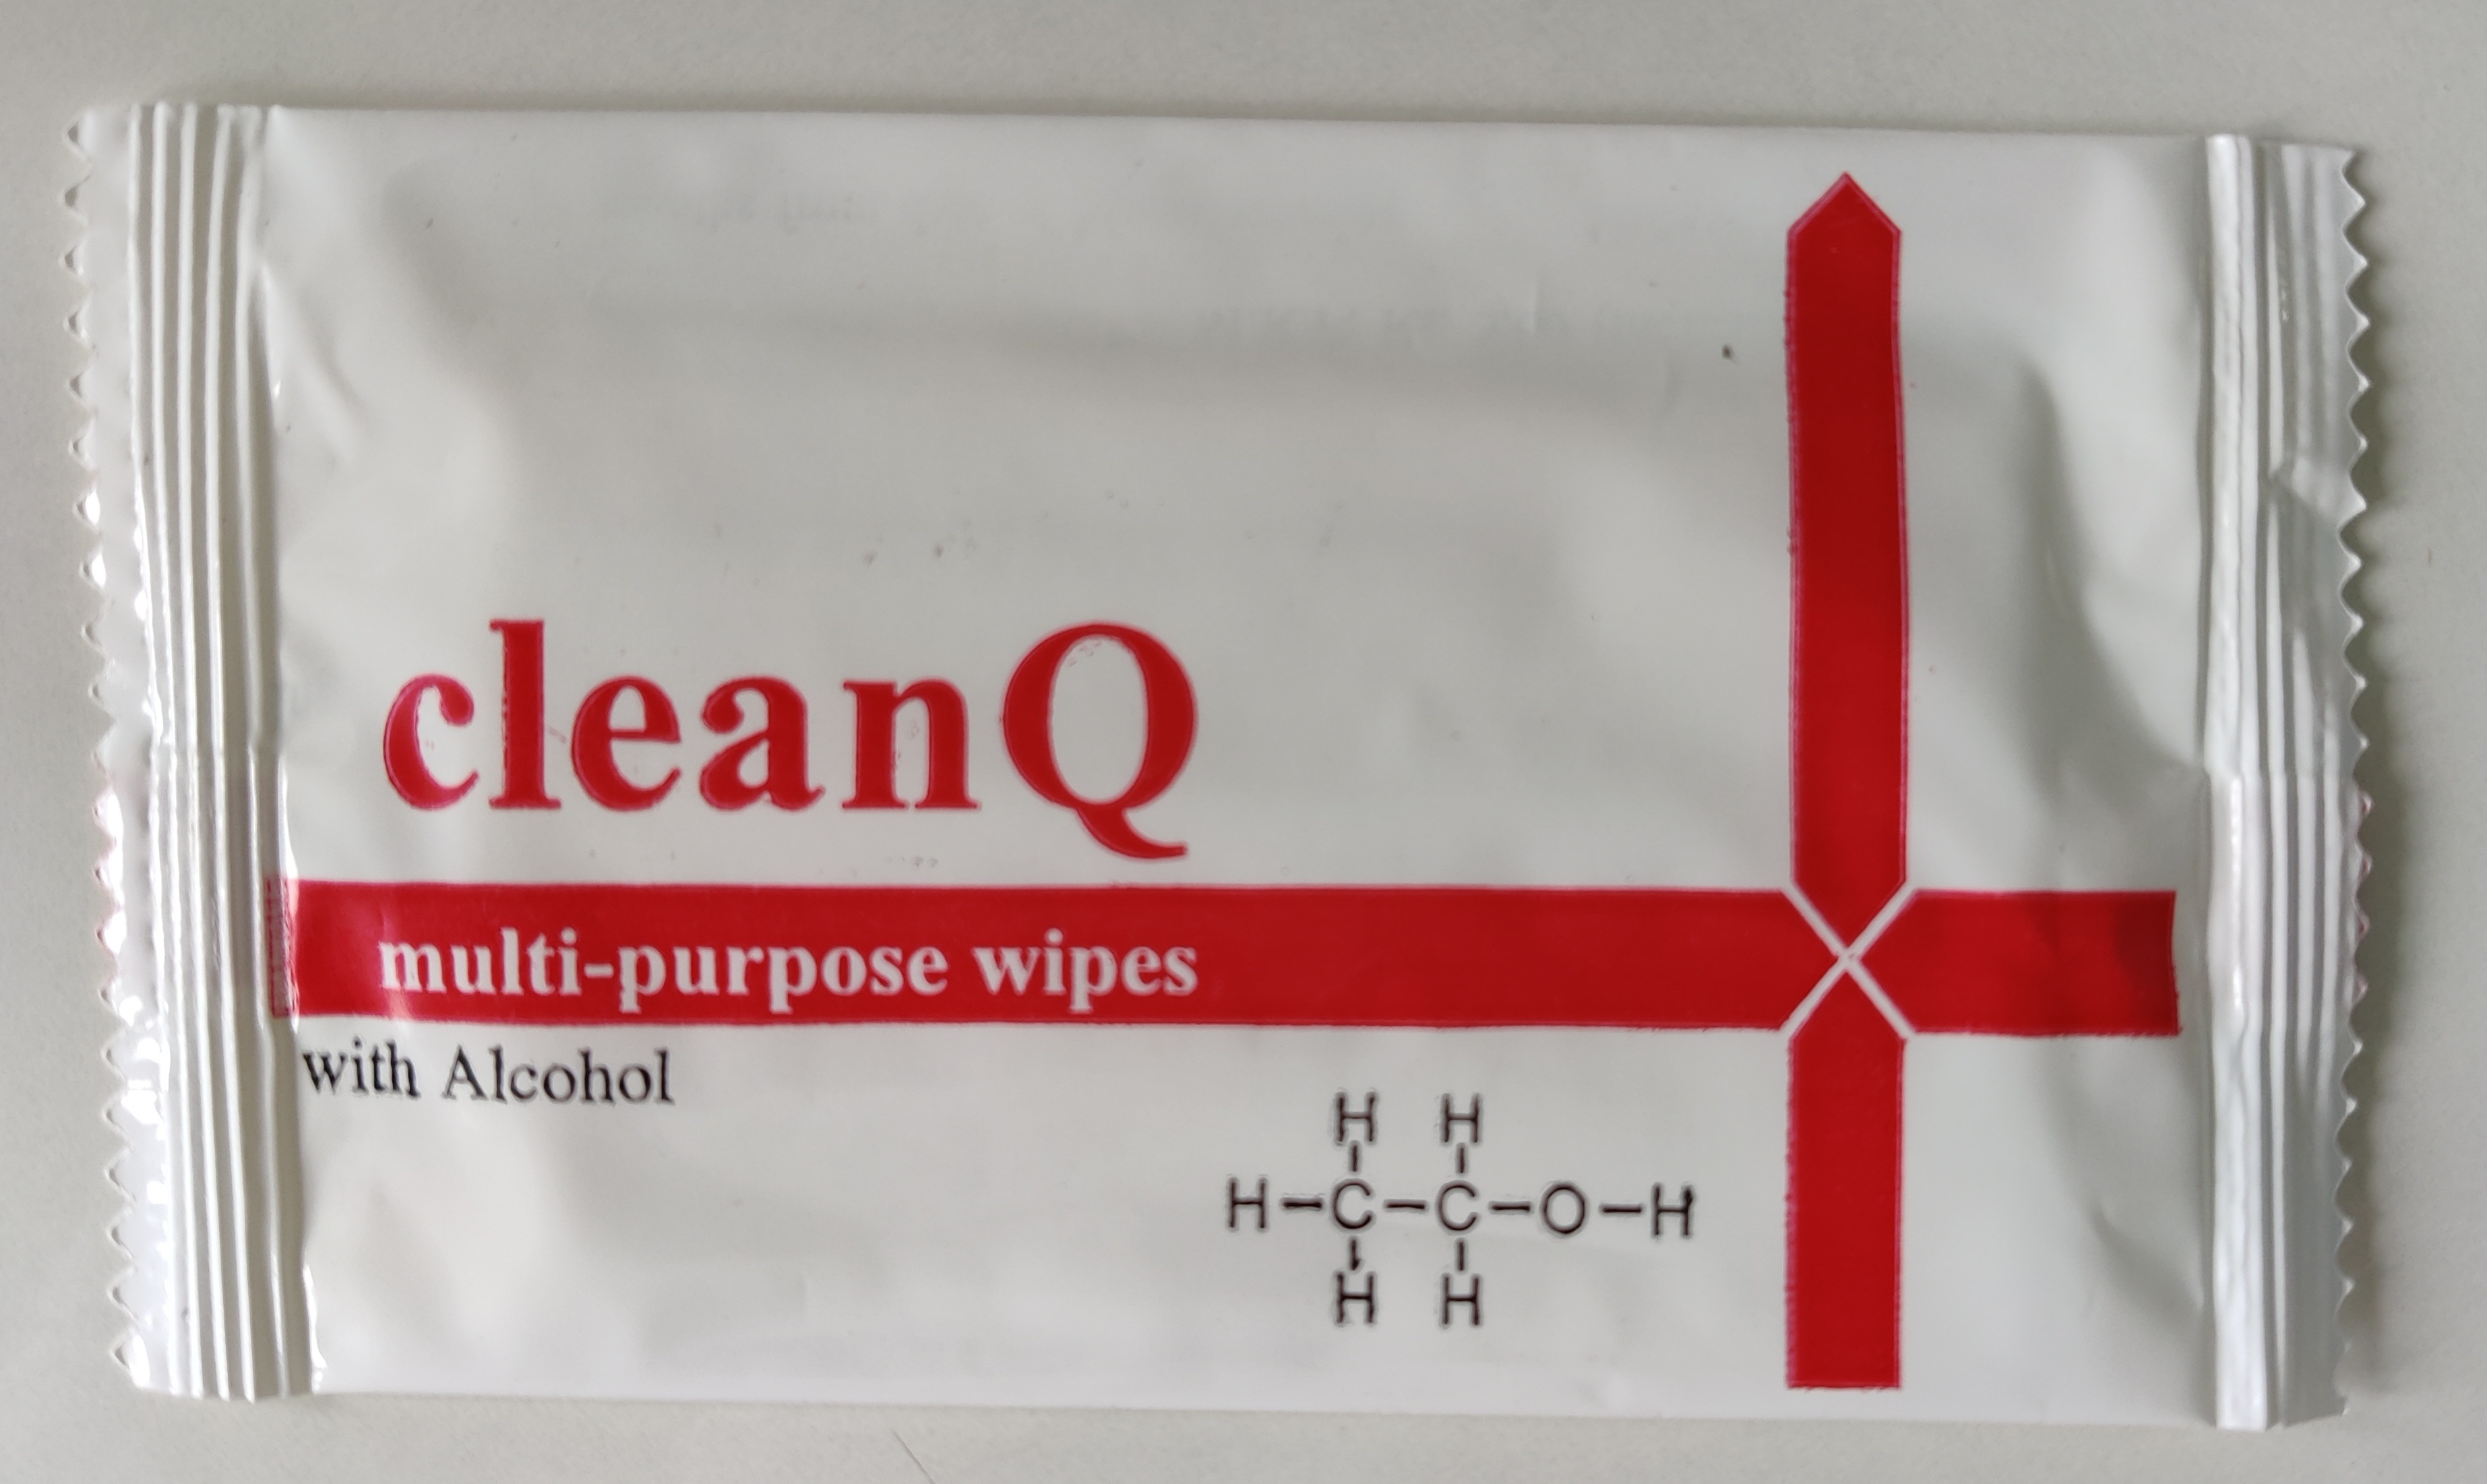 cleanQ
multi-purpose wipes
with Alcohol
H H
H-C-C-O-H
H H